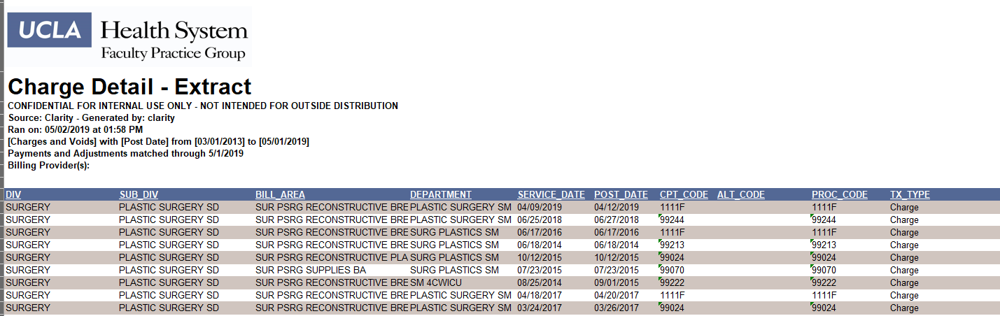 UCLA Health System
Faculty Practice Group
Charge Detail - Extract
CONFIDENTIAL FOR INTERNAL USE ONLY - NOT INTENDED FOR OUTSIDE DISTRIBUTION
Source: Clarity - Generated by: clarity
Ran on: 05/02/2019 at 01:58 PM
[Charges and Voids] with [Post Date] from [03/01/2013] to [05/01/2019]
Payments and Adjustments matched through 5/1/2019
Billing Provider(s):
DIV SUB_DIV BILL_AREA DEPARTMENT SERVICE_DATE POST_DATE CPT_CODE ALT_CODE PROC_CODE TX_TYPE
SURGERY PLASTIC SURGERY SD SUR PSRG RECONSTRUCTIVE BRE PLASTIC SURGERY SM 04/09/2019 04/12/2019 1111F 1111F Charge
SURGERY PLASTIC SURGERY SD SUR PSRG RECONSTRUCTIVE BRE PLASTIC SURGERY SM 06/25/2018 06/27/2018 99244 99244 Charge
SURGERY PLASTIC SURGERY SD SUR PSRG RECONSTRUCTIVE BRE SURG PLASTICS SM 06/17/2016 06/17/2016 1111F 1111F Charge
SURGERY PLASTIC SURGERY SD SUR PSRG RECONSTRUCTIVE BRE SURG PLASTICS SM 06/18/2014 06/18/2014 99213 99213 Charge
SURGERY PLASTIC SURGERY SD SUR PSRG RECONSTRUCTIVE PLA SURG PLASTICS SM 10/12/2015 10/12/2015 99024 99024 Charge
SURGERY PLASTIC SURGERY SD SUR PSRG SUPPLIES BA SURG PLASTICS SM 07/23/2015 07/23/2015 99070 99070 Charge
SURGERY PLASTIC SURGERY SD SUR PSRG RECONSTRUCTIVE BRE SM 4CWICU 08/25/2014 09/01/2015 99222 99222 Charge
SURGERY PLASTIC SURGERY SD SUR PSRG RECONSTRUCTIVE BRE PLASTIC SURGERY SM 04/18/2017 04/20/2017 1111F 1111F Charge
SURGERY PLASTIC SURGERY SD SUR PSRG RECONSTRUCTIVE BRE PLASTIC SURGERY SM 03/24/2017 03/26/2017 99024 99024 Charge